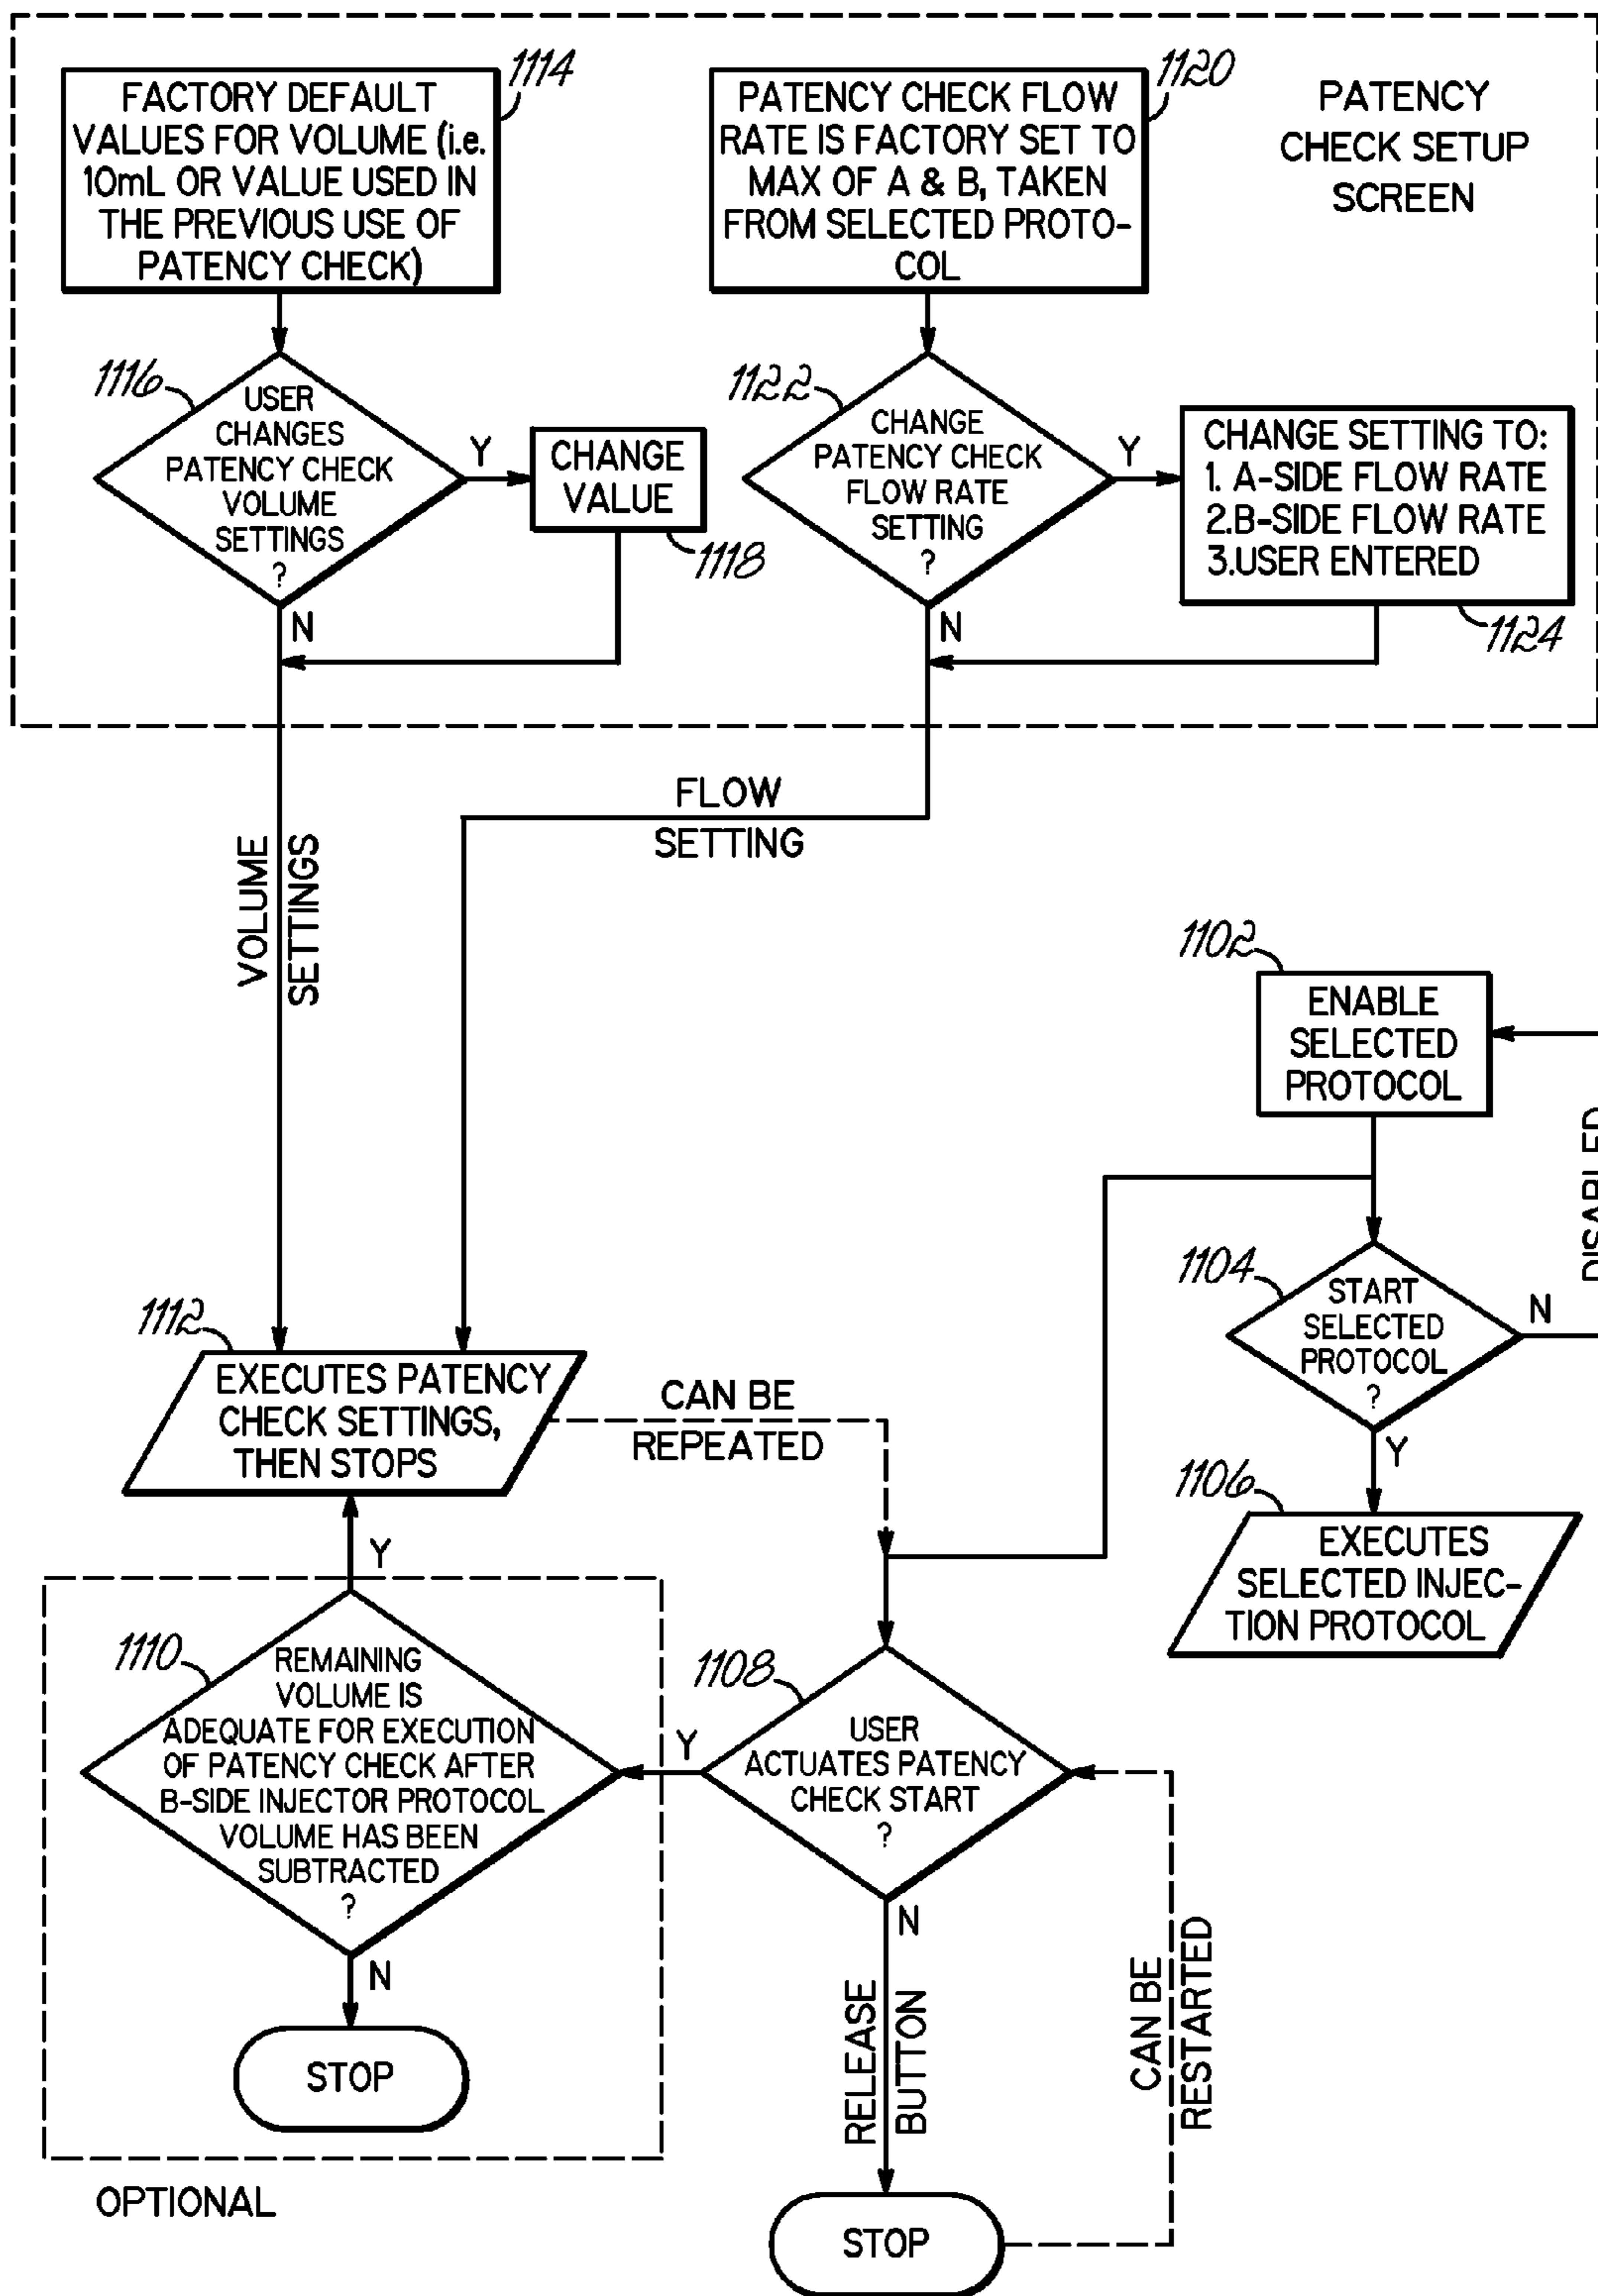 1114
FACTORY DEFAULT
VALUES FOR VOLUME (i.e.
10mL OR VALUE USED IN
THE PREVIOUS USE OF
PATENCY CHECK)
1120
PATENCY CHECK FLOW
RATE IS FACTORY SET TO
MAX OF A & B, TAKEN
FROM SELECTED PROTO-
COL
PATENCY
CHECK SETUP
SCREEN
1116
USER
CHANGES
PATENCY CHECK
VOLUME
SETTINGS
?
Y
N
CHANGE
VALUE
1118
1122
CHANGE
PATENCY CHECK
FLOW RATE
SETTING
?
Y
N
CHANGE SETTING TO:
1. A-SIDE FLOW RATE
2.B-SIDE FLOW RATE
3.USER ENTERED
1124
VOLUME
SETTINGS
FLOW
SETTING
1102
ENABLE
SELECTED
PROTOCOL
DISABLED
1104
START
SELECTED
PROTOCOL
?
N
Y
1106
EXECUTES
SELECTED INJEC-
TION PROTOCOL
1112
EXECUTES PATENCY
CHECK SETTINGS,
THEN STOPS
CAN BE
REPEATED
Y
1110
REMAINING
VOLUME IS
ADEQUATE FOR EXECUTION
OF PATENCY CHECK AFTER
B-SIDE INJECTOR PROTOCOL
VOLUME HAS BEEN
SUBTRACTED
?
N
STOP
OPTIONAL
1108
USER
ACTUATES PATENCY
CHECK START
?
Y
N
RELEASE
BUTTON
CAN BE
RESTARTED
STOP